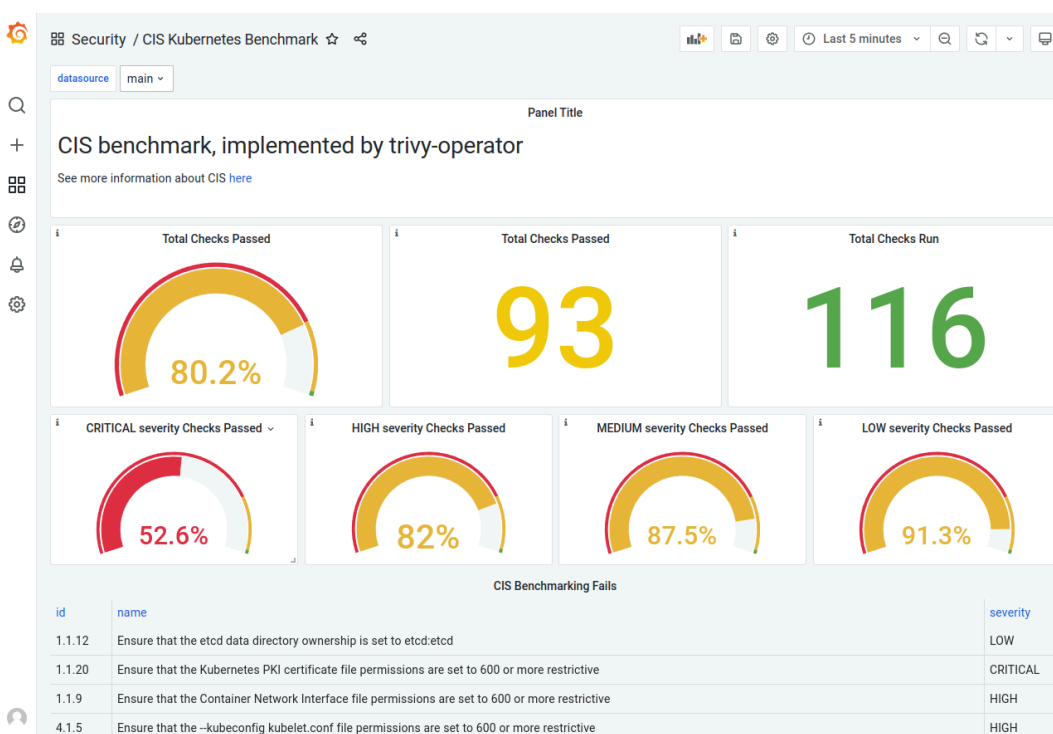 Security / CIS Kubernetes Benchmark
Last 5 minutes
datasource main
Panel Title
CIS benchmark, implemented by trivy-operator
See more information about CIS here
Total Checks Passed
80.2%
Total Checks Passed
93
Total Checks Run
116
CRITICAL severity Checks Passed
52.6%
HIGH severity Checks Passed
82%
MEDIUM severity Checks Passed
87.5%
LOW severity Checks Passed
91.3%
CIS Benchmarking Fails
id name severity
1.1.12 Ensure that the etcd data directory ownership is set to etcd:etcd LOW
1.1.20 Ensure that the Kubernetes PKI certificate file permissions are set to 600 or more restrictive CRITICAL
1.1.9 Ensure that the Container Network Interface file permissions are set to 600 or more restrictive HIGH
4.1.5 Ensure that the --kubeconfig kubelet.conf file permissions are set to 600 or more restrictive HIGH